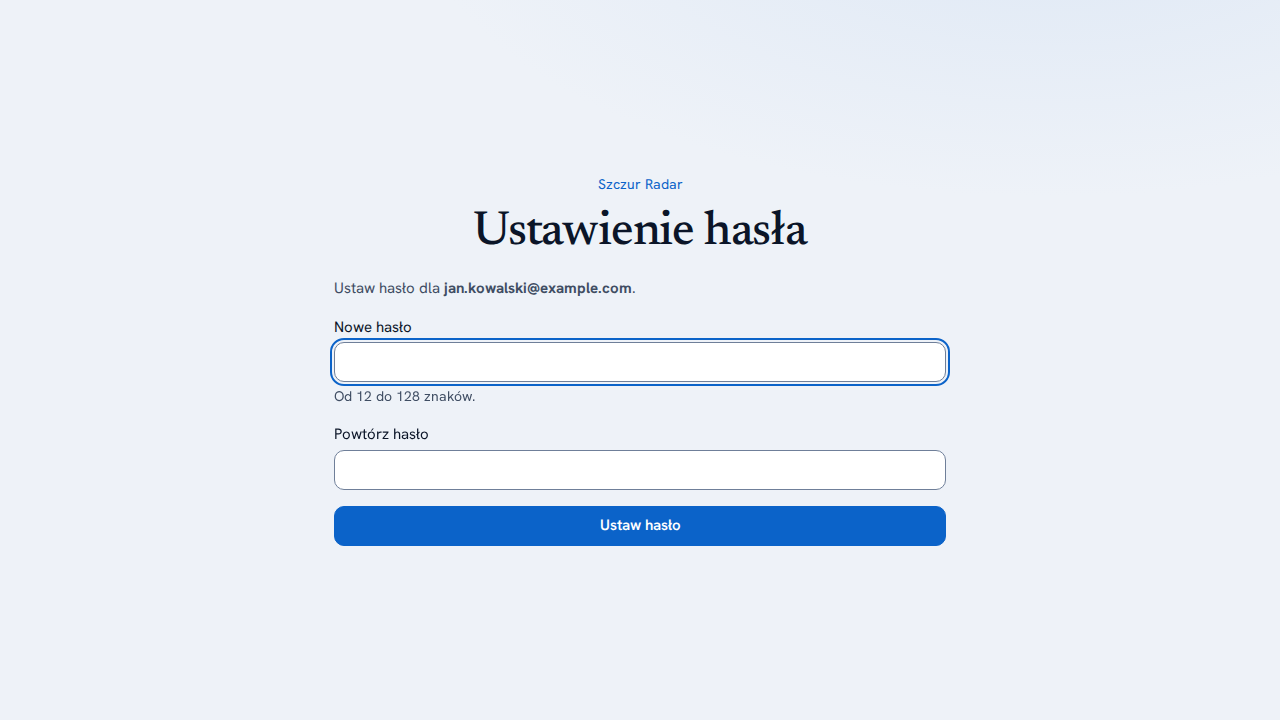 Szczur Radar
Ustawienie hasła
Ustaw hasło dla jan.kowalski@example.com.
Nowe hasło
Od 12 do 128 znaków.
Powtórz hasło
Ustaw hasło